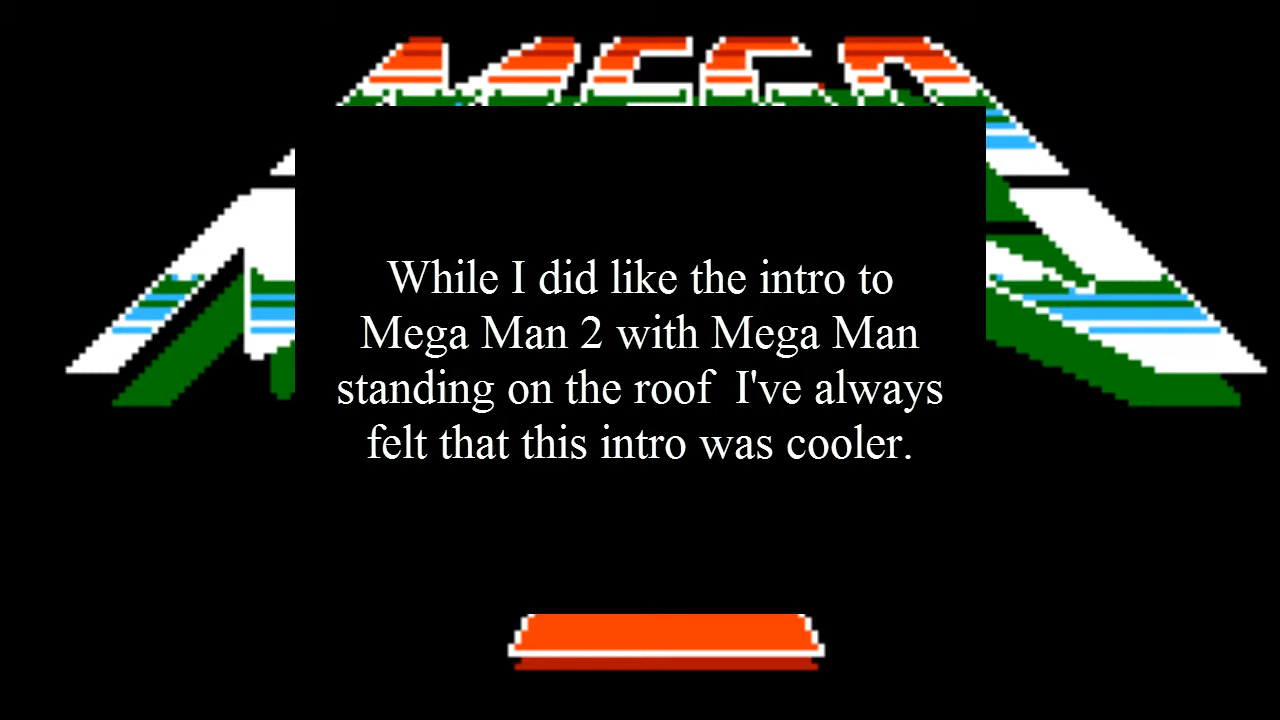 MEGA
While I did like the intro to
Mega Man 2 with Mega Man
standing on the roof  I've always
felt that this intro was cooler.